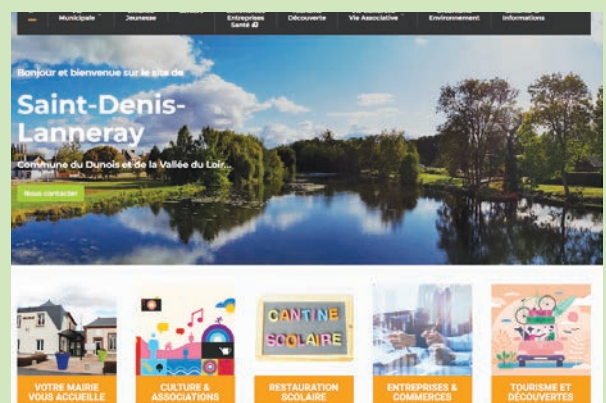 Municipale
Jeunesse
Entreprises
Santé
Découverte
Vie Associative
Environnement
Informations
Bonjour et bienvenue sur le site de
Saint-Denis-
Lanneray
Commune du Dunois et de la Vallée du Loir...
Nous contacter
CANTINE
SCOLAIRE
VOTRE MAIRIE
VOUS ACCUEILLE
CULTURE &
ASSOCIATIONS
RESTAURATION
SCOLAIRE
ENTREPRISES &
COMMERCES
TOURISME ET
DÉCOUVERTES